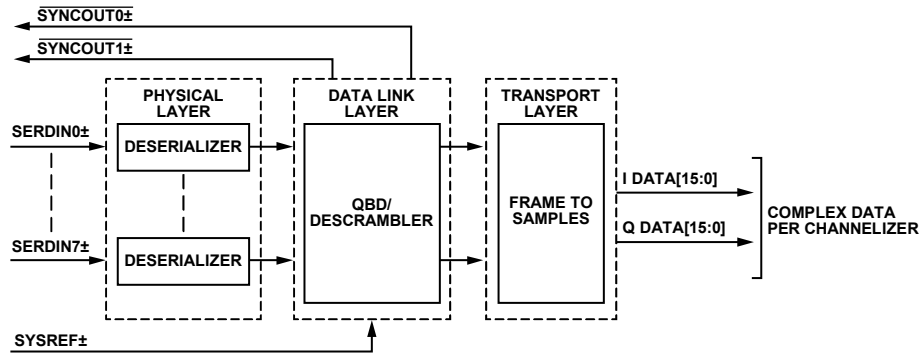 SYNCOUT0±
SYNCOUT1±
PHYSICAL
LAYER
DATA LINK
LAYER
TRANSPORT
LAYER
SERDIN0±
DESERIALIZER
QBD/
DESCRAMBLER
FRAME TO
SAMPLES
I DATA[15:0]
Q DATA[15:0]
COMPLEX DATA
PER CHANNELIZER
SERDIN7±
DESERIALIZER
SYSREF±